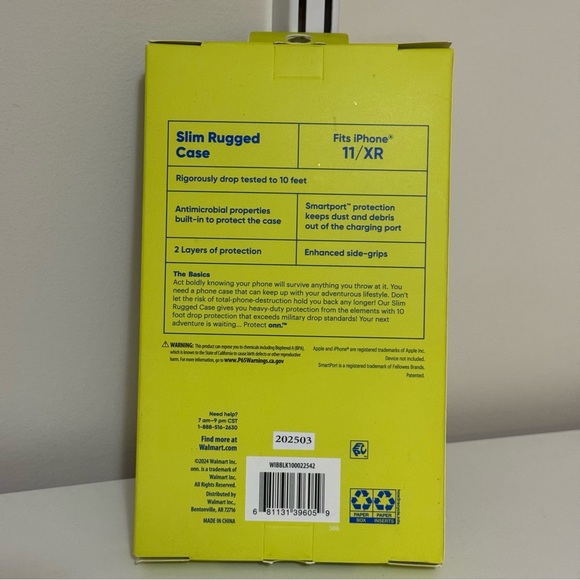 Slim Rugged
Case
Fits iPhone®
11/XR
Rigorously drop tested to 10 feet
Antimicrobial properties
built-in to protect the case
Smartport™ protection
keeps dust and debris
out of the charging port
2 Layers of protection
Enhanced side-grips
The Basics
Act boldly knowing your phone will survive anything you throw at it. You
need a phone case that can keep up with your adventurous lifestyle. Don't
let the risk of total-phone-destruction hold you back any longer! Our Slim
Rugged Case gives you heavy-duty protection from the elements with 10
foot drop protection that exceeds military drop standards! Your next
adventure is waiting... Protect onn.™
⚠ WARNING: This product can expose you to chemicals including Bisphenol A (BPA),
which is known to the State of California to cause birth defects or other reproductive
harm. For more information, go to www.P65Warnings.ca.gov
Apple and iPhone® are registered trademarks of Apple Inc.
Device not included.
SmartPort is a registered trademark of Fellowes Brands.
Patented.
Need help?
7 am-9 pm CST
1-888-516-2630
Find more at
Walmart.com
©2024 Walmart Inc.
onn. is a trademark of
Walmart Inc.
All Rights Reserved.
Distributed by
Walmart Inc.,
Bentonville, AR 72716
MADE IN CHINA
202503
WIBBLK100022542
6 81131 39605 9
PAPER
BOX
PAPER
INSERTS